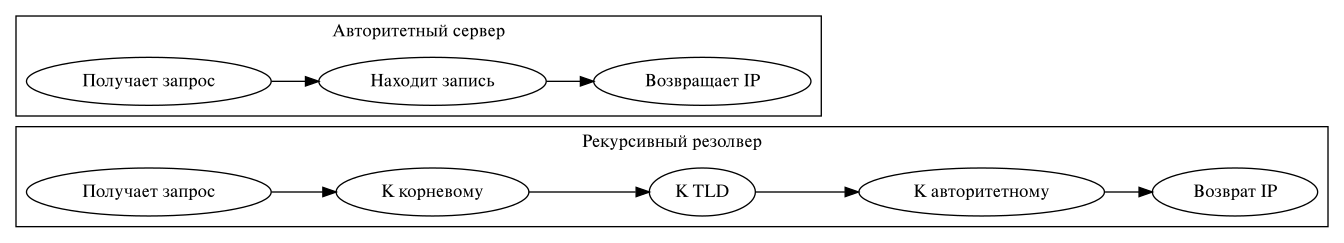 Авторитетный сервер
Получает запрос
Находит запись
Возвращает IP
Рекурсивный резолвер
Получает запрос
К корневому
К TLD
К авторитетному
Возврат IP